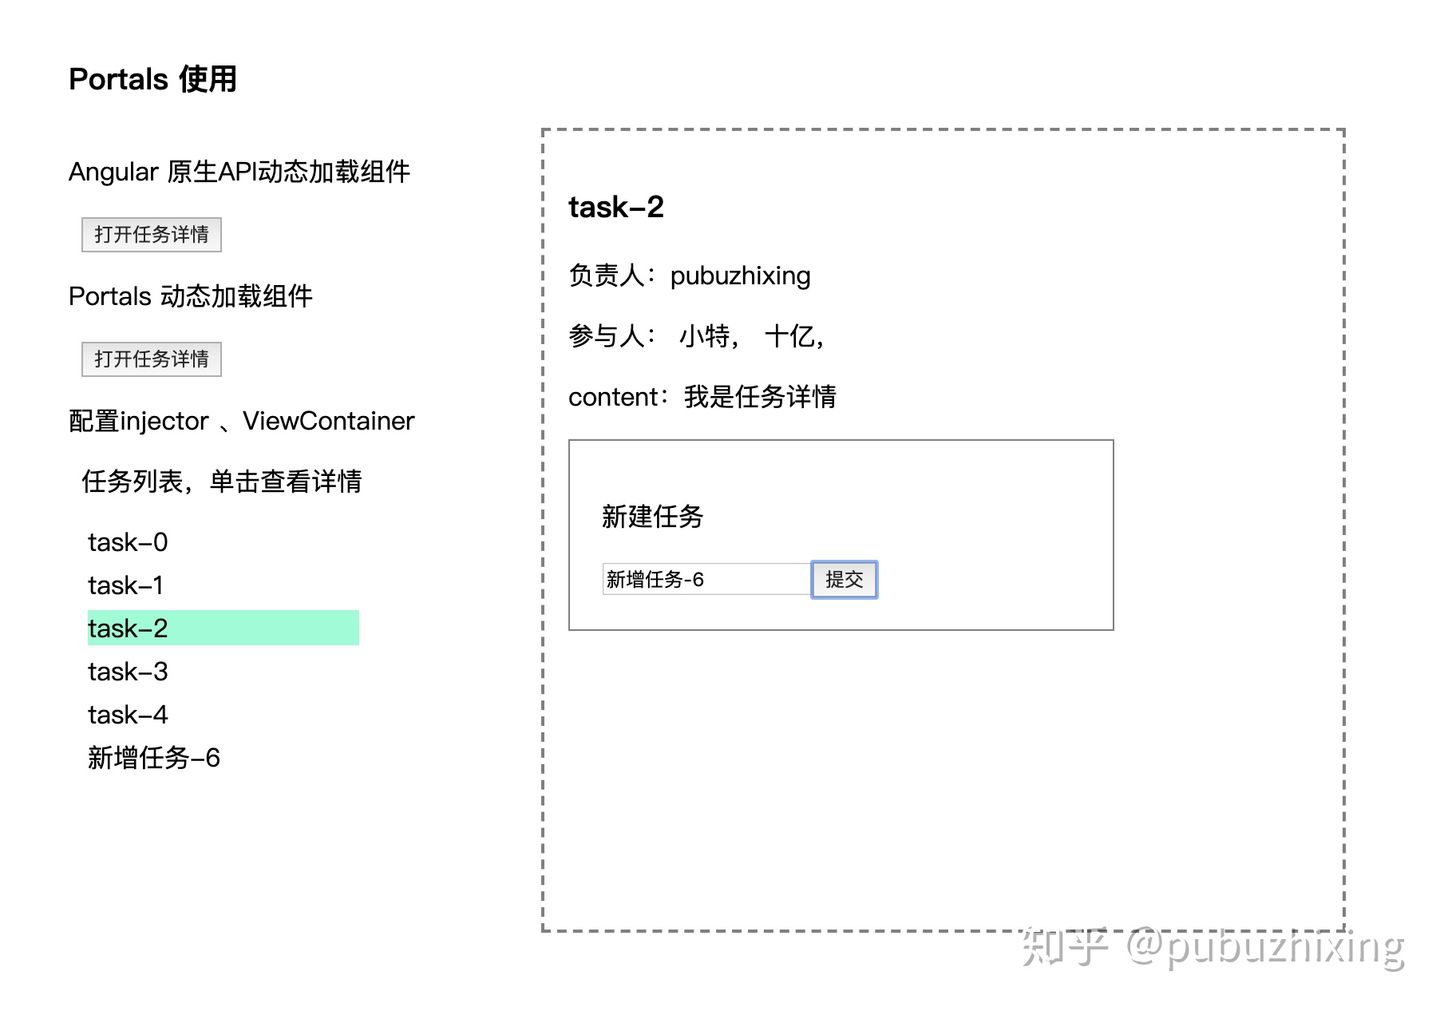 Portals 使用
Angular 原生API动态加载组件
打开任务详情
Portals 动态加载组件
打开任务详情
配置injector 、ViewContainer
任务列表，单击查看详情
task-0
task-1
task-2
task-3
task-4
新增任务-6
task-2
负责人：pubuzhixing
参与人： 小特， 十亿，
content：我是任务详情
新建任务
新增任务-6 提交
知乎 @pubuzhixing